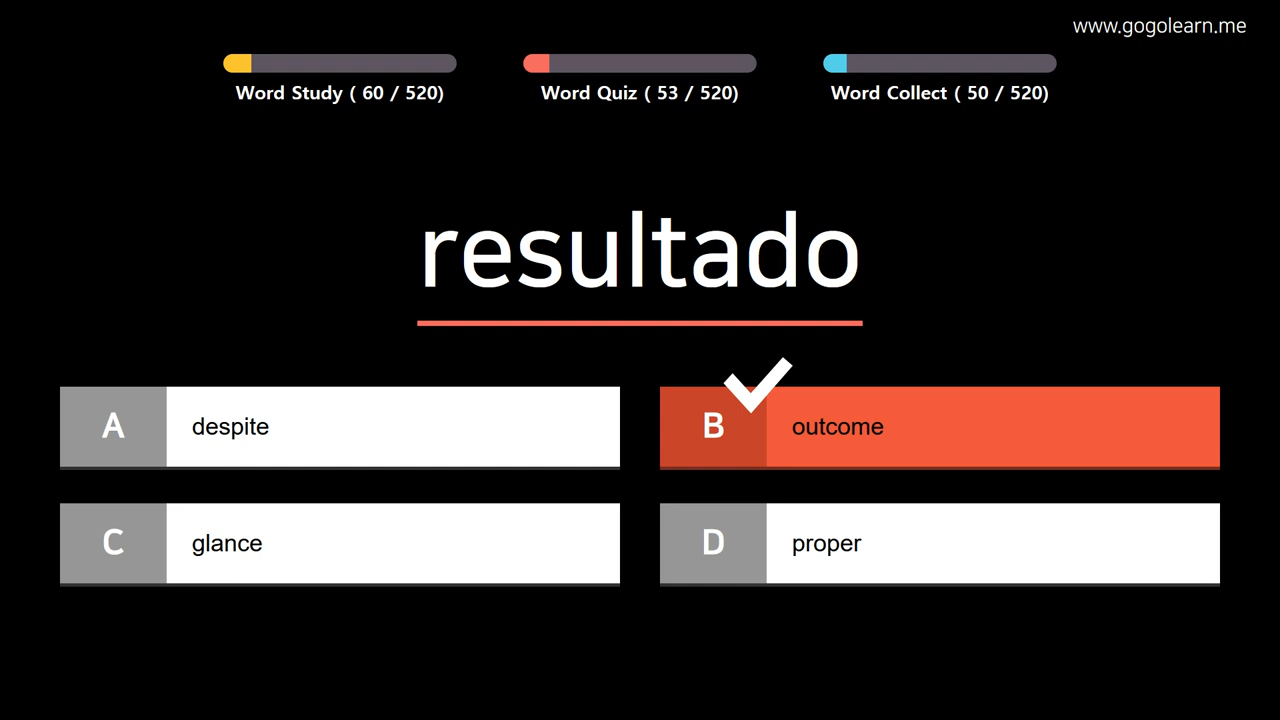 www.gogolearn.me
Word Study ( 60 / 520)
Word Quiz ( 53 / 520)
Word Collect ( 50 / 520)
resultado
A despite
B outcome
C glance
D proper